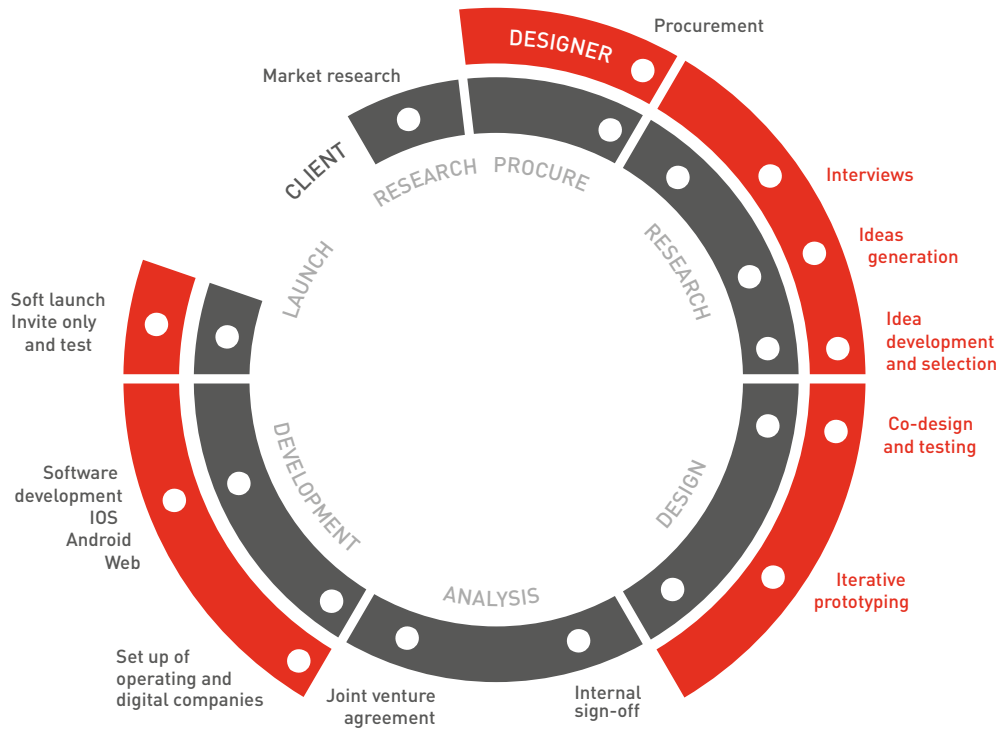 DESIGNER
Procurement
Market research
CLIENT
RESEARCH
PROCURE
Interviews
RESEARCH
Ideas
generation
Idea
development
and selection
Co-design
and testing
DESIGN
Iterative
prototyping
ANALYSIS
Internal
sign-off
Joint venture
agreement
DEVELOPMENT
Set up of
operating and
digital companies
Software
development
IOS
Android
Web
LAUNCH
Soft launch
Invite only
and test